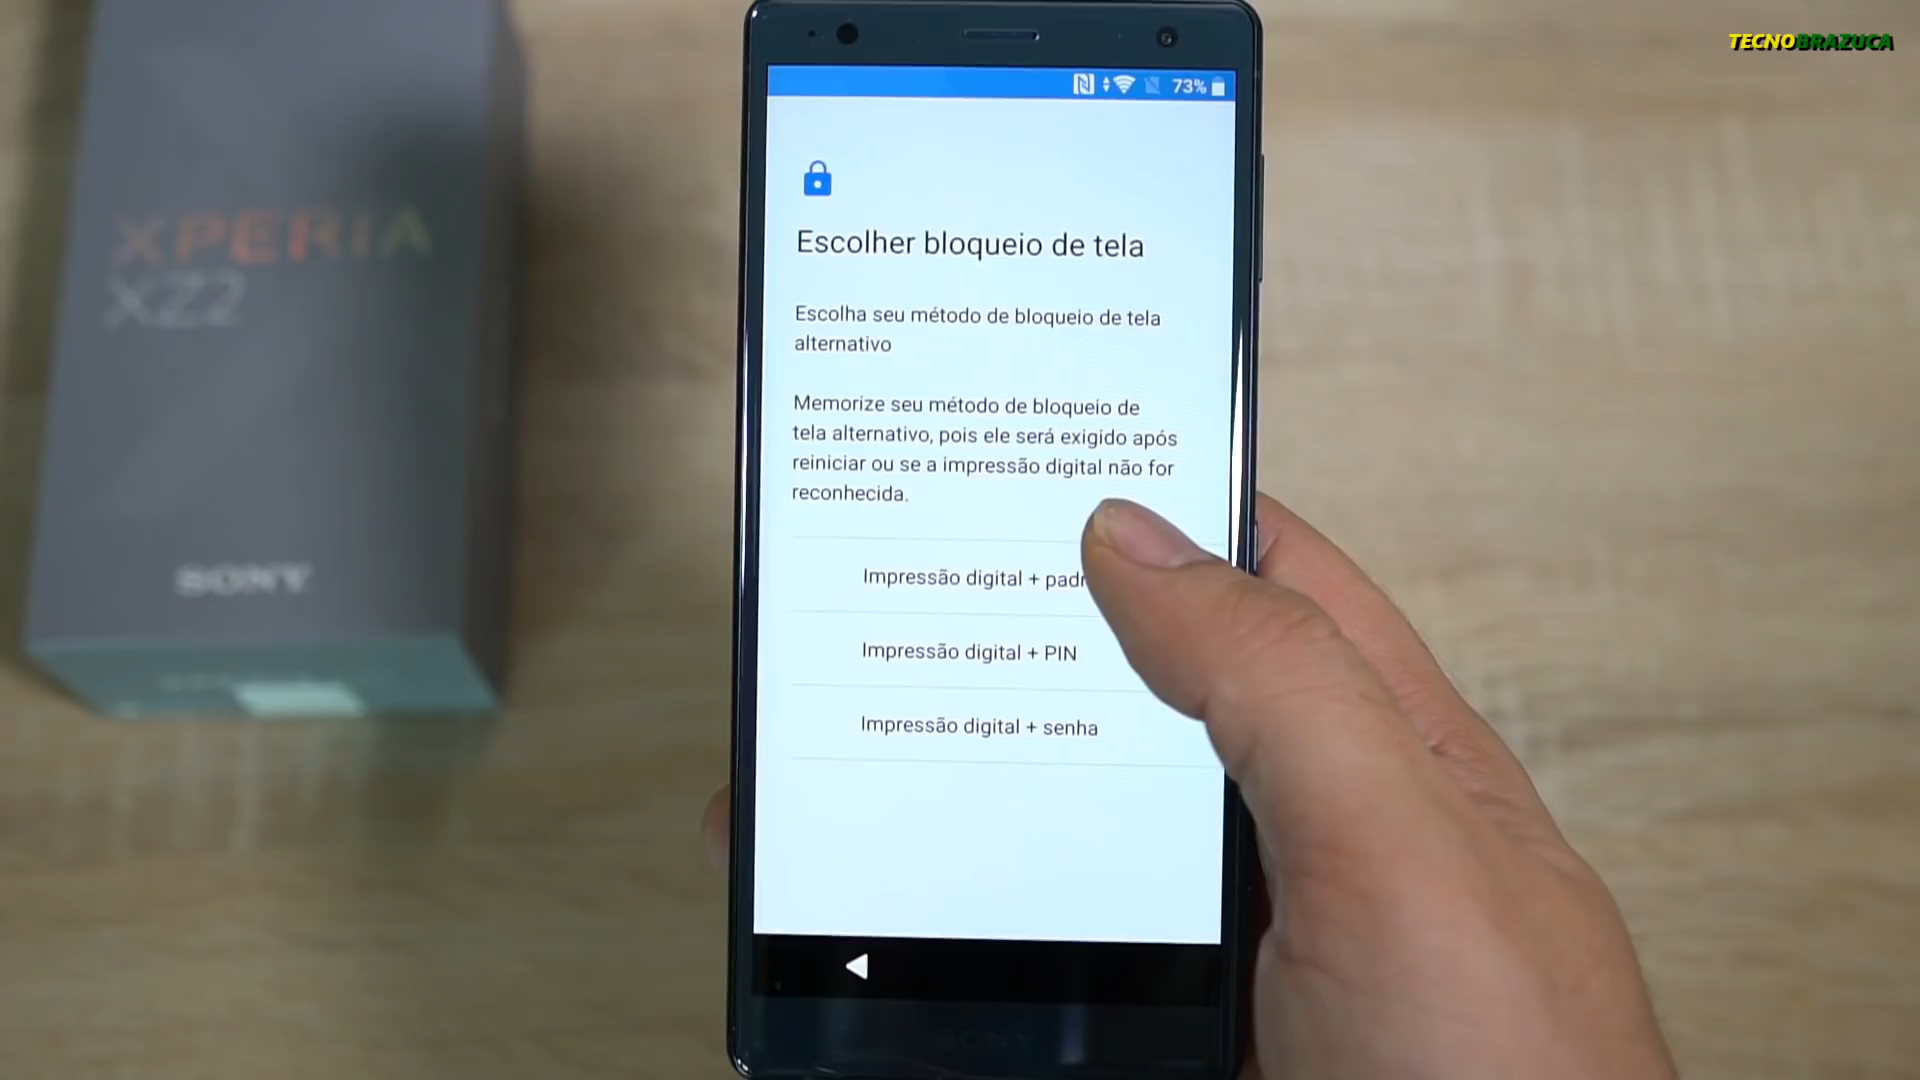 TECNOBRAZUCA
73%
XPERIA
XZ2
SONY
Escolher bloqueio de tela
Escolha seu método de bloqueio de tela
alternativo
Memorize seu método de bloqueio de
tela alternativo, pois ele será exigido após
reiniciar ou se a impressão digital não for
reconhecida.
Impressão digital + padr
Impressão digital + PIN
Impressão digital + senha
SONY